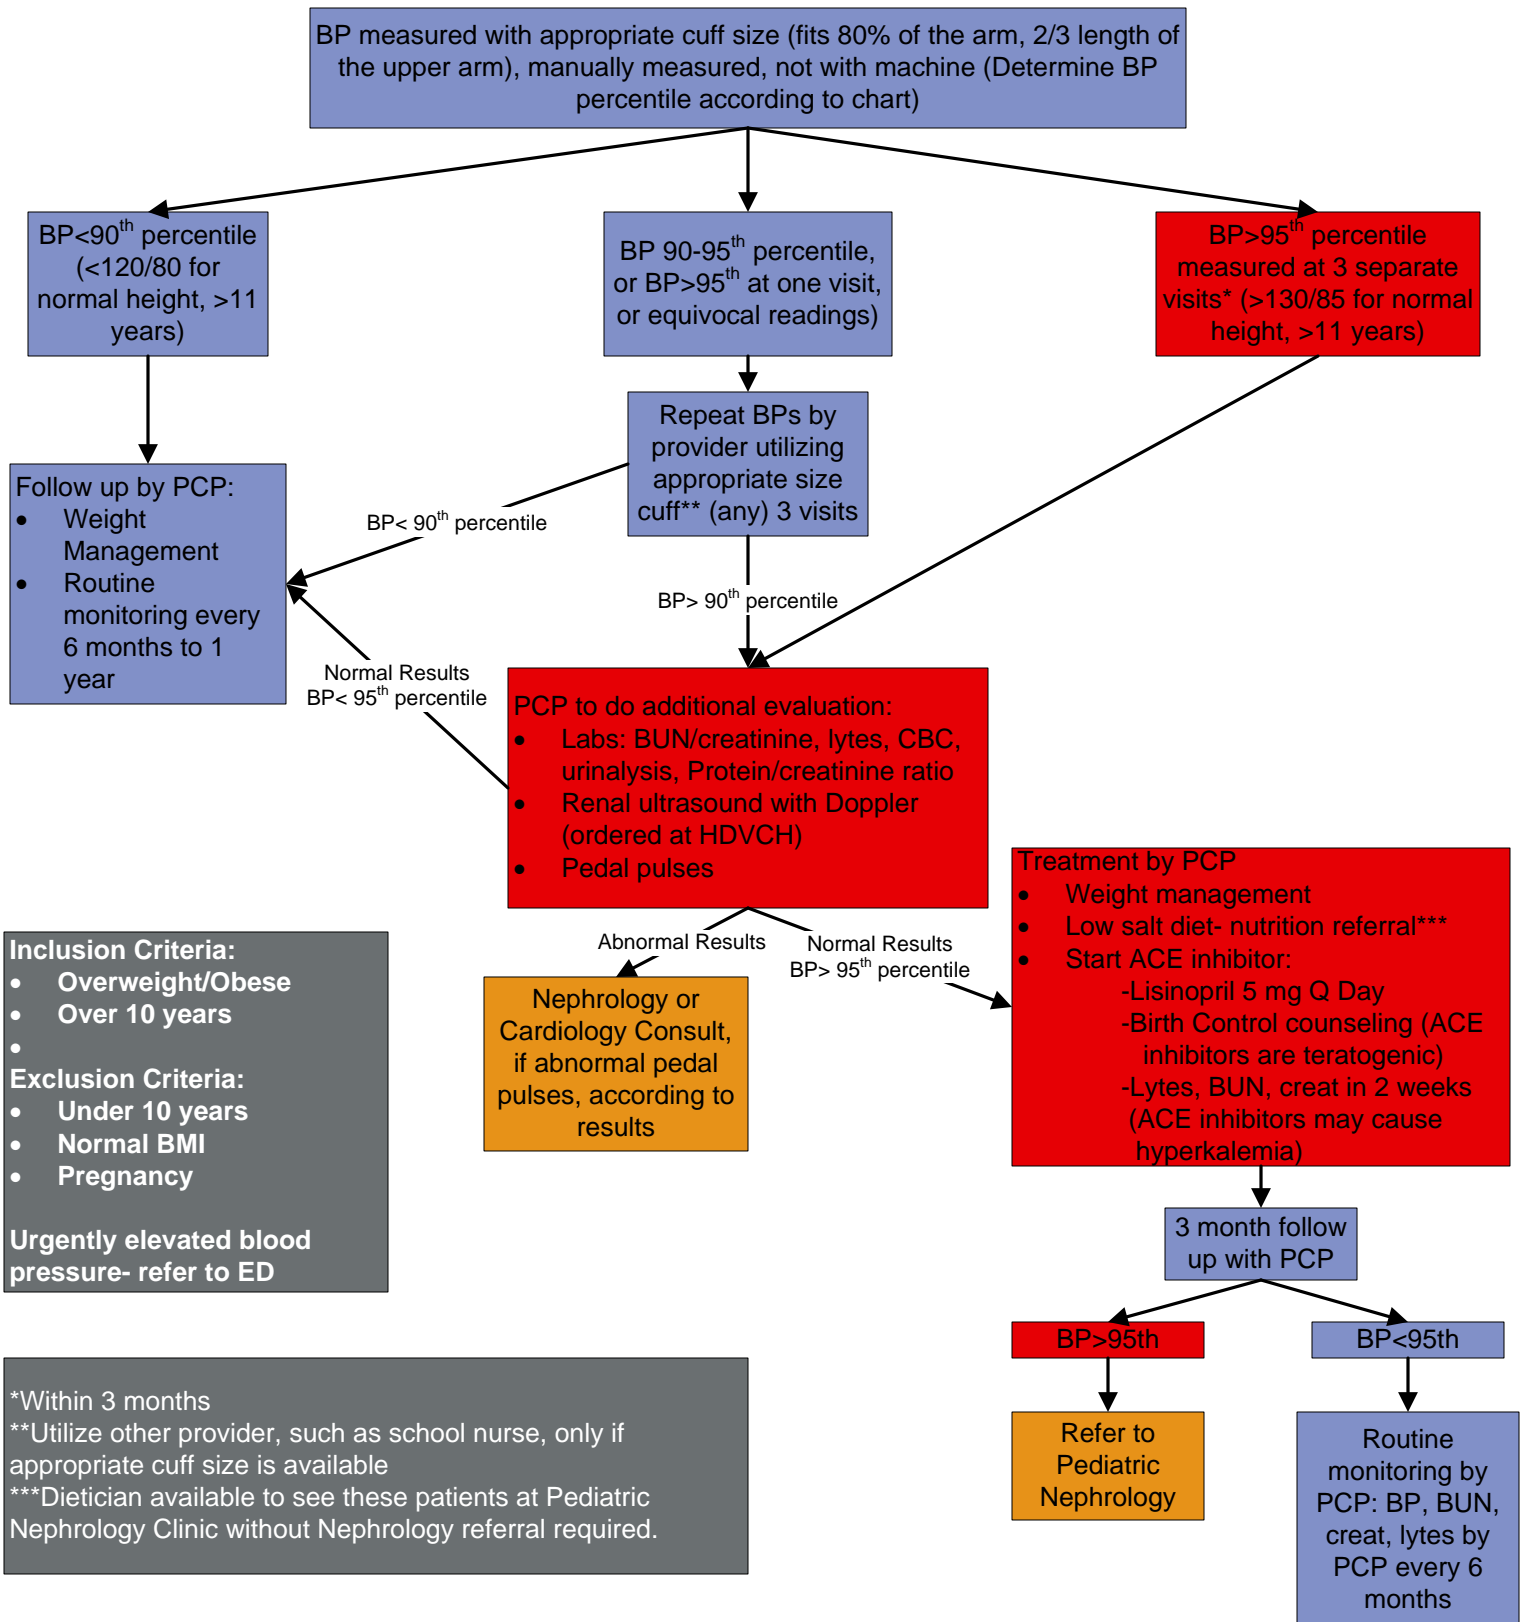 BP measured with appropriate cuff size (fits 80% of the arm, 2/3 length of
the upper arm), manually measured, not with machine (Determine BP
percentile according to chart)
BP<90th percentile
(<120/80 for
normal height, >11
years)
BP 90-95th percentile,
or BP>95th at one visit,
or equivocal readings)
BP>95th percentile
measured at 3 separate
visits* (>130/85 for normal
height, >11 years)
Repeat BPs by
provider utilizing
appropriate size
cuff** (any) 3 visits
Follow up by PCP:
• Weight
Management
• Routine
monitoring every
6 months to 1
year
BP< 90th percentile
BP> 90th percentile
Normal Results
BP< 95th percentile
PCP to do additional evaluation:
• Labs: BUN/creatinine, lytes, CBC,
urinalysis, Protein/creatinine ratio
• Renal ultrasound with Doppler
(ordered at HDVCH)
• Pedal pulses
Abnormal Results
Normal Results
BP> 95th percentile
Nephrology or
Cardiology Consult,
if abnormal pedal
pulses, according to
results
Treatment by PCP
• Weight management
• Low salt diet- nutrition referral***
• Start ACE inhibitor:
-Lisinopril 5 mg Q Day
-Birth Control counseling (ACE
inhibitors are teratogenic)
-Lytes, BUN, creat in 2 weeks
(ACE inhibitors may cause
hyperkalemia)
3 month follow
up with PCP
BP>95th
BP<95th
Refer to
Pediatric
Nephrology
Routine
monitoring by
PCP: BP, BUN,
creat, lytes by
PCP every 6
months
Inclusion Criteria:
• Overweight/Obese
• Over 10 years
•
Exclusion Criteria:
• Under 10 years
• Normal BMI
• Pregnancy
Urgently elevated blood
pressure- refer to ED
*Within 3 months
**Utilize other provider, such as school nurse, only if
appropriate cuff size is available
***Dietician available to see these patients at Pediatric
Nephrology Clinic without Nephrology referral required.